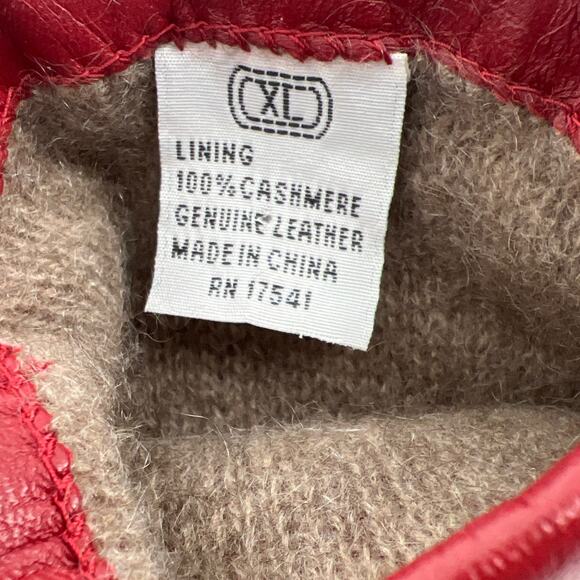 XL
LINING
100% CASHMERE
GENUINE LEATHER
MADE IN CHINA
RN 17541